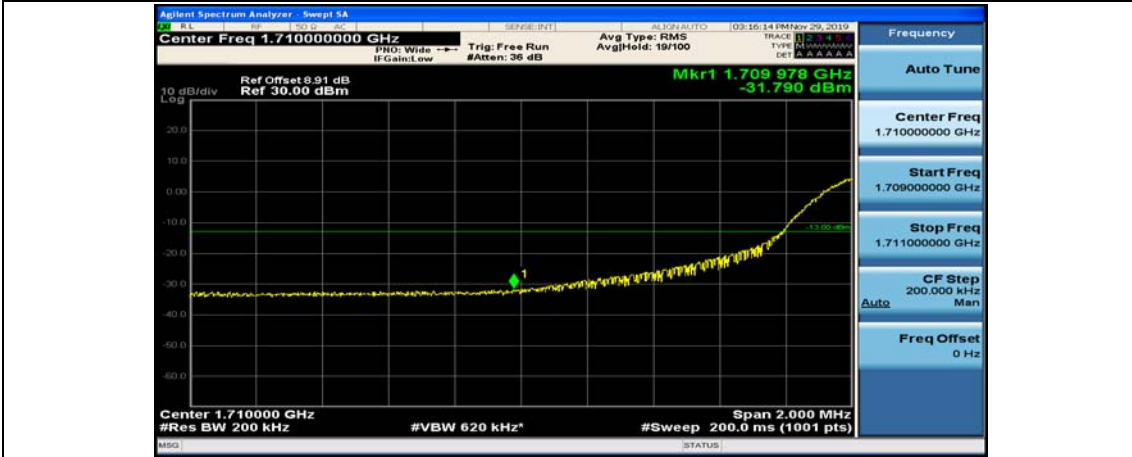 Agilent Spectrum Analyzer - Swept SA
RL RF 50 Ω AC SENSE:INT ALIGN AUTO 03:16:14 PM Nov 29, 2019
Center Freq 1.710000000 GHz
PNO: Wide
IFGain:Low
Trig: Free Run
#Atten: 36 dB
Avg Type: RMS
Avg|Hold: 19/100
TRACE 1 2 3 4 5 6
TYPE M
DET A A A A A A
Frequency
Ref Offset 8.91 dB
10 dB/div Ref 30.00 dBm
Log
Mkr1 1.709 978 GHz
-31.790 dBm
20.0
10.0
0.00
-10.0
-13.00 dBm
-20.0
-30.0
1
-40.0
-50.0
-60.0
Center 1.710000 GHz Span 2.000 MHz
#Res BW 200 kHz #VBW 620 kHz* #Sweep 200.0 ms (1001 pts)
MSG STATUS
Auto Tune
Center Freq
1.710000000 GHz
Start Freq
1.709000000 GHz
Stop Freq
1.711000000 GHz
CF Step
200.000 kHz
Auto Man
Freq Offset
0 Hz